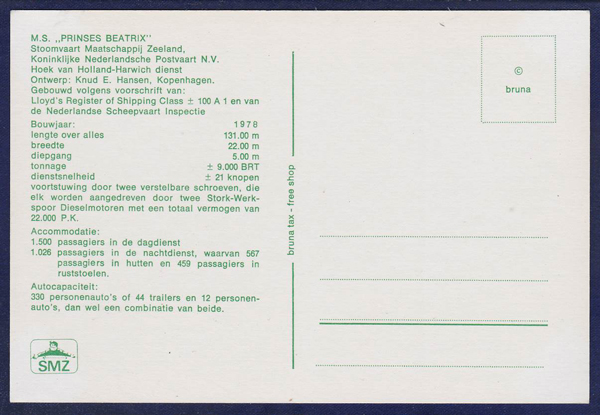 M.S. ,,PRINSES BEATRIX''
Stoomvaart Maatschappij Zeeland,
Koninklijke Nederlandsche Postvaart N.V.
Hoek van Holland-Harwich dienst
Ontwerp: Knud E. Hansen, Kopenhagen.
Gebouwd volgens voorschrift van:
Lloyd's Register of Shipping Class ± 100 A 1 en van
de Nederlandse Scheepvaart Inspectie
Bouwjaar: 1978
lengte over alles 131.00 m
breedte 22.00 m
diepgang 5.00 m
tonnage ± 9.000 BRT
dienstsnelheid ± 21 knopen
voortstuwing door twee verstelbare schroeven, die
elk worden aangedreven door twee Stork-Werk-
spoor Dieselmotoren met een totaal vermogen van
22.000 P.K.
Accommodatie:
1.500 passagiers in de dagdienst
1.026 passagiers in de nachtdienst, waarvan 567
passagiers in hutten en 459 passagiers in
ruststoelen.
Autocapaciteit:
330 personenauto's of 44 trailers en 12 personen-
auto's, dan wel een combinatie van beide.
SMZ
bruna tax - free shop
©
bruna